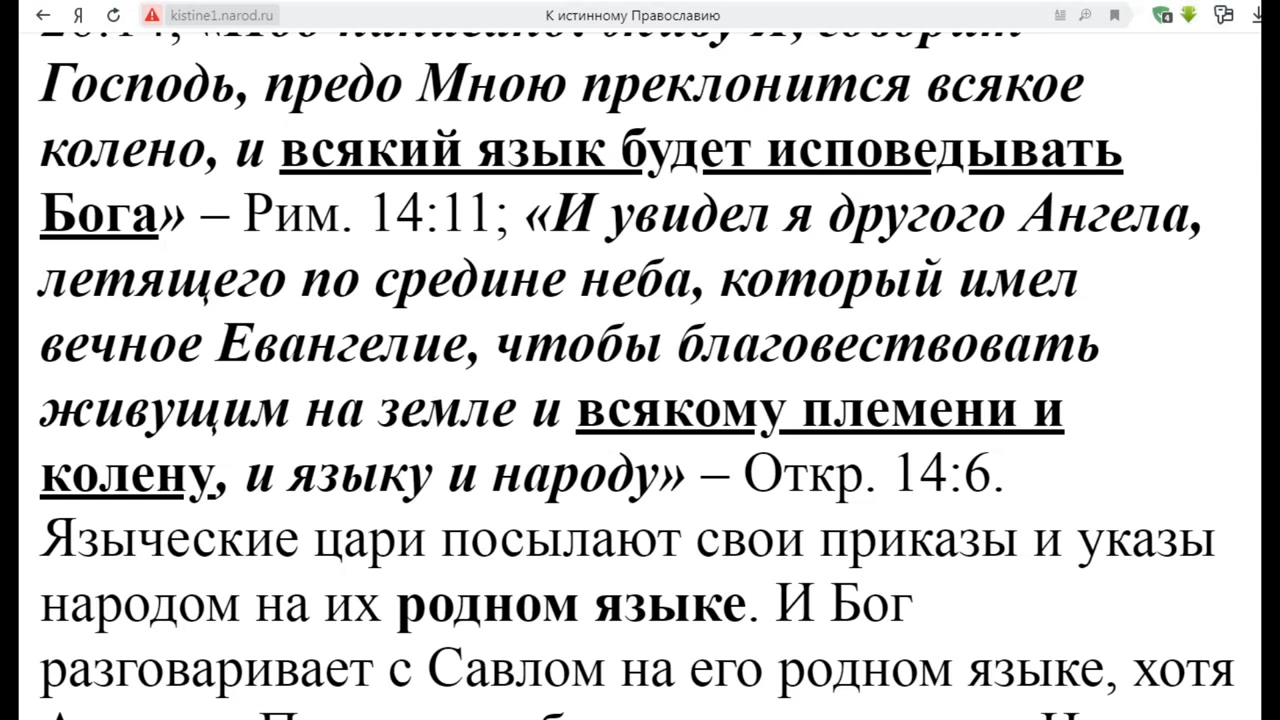 kistine1.narod.ru
К истинному Православию
Господь, предо Мною преклонится всякое
колено, и всякий язык будет исповедывать
Бога» – Рим. 14:11; «И увидел я другого Ангела,
летящего по средине неба, который имел
вечное Евангелие, чтобы благовествовать
живущим на земле и всякому племени и
колену, и языку и народу» – Откр. 14:6.
Языческие цари посылают свои приказы и указы
народом на их родном языке. И Бог
разговаривает с Савлом на его родном языке, хотя